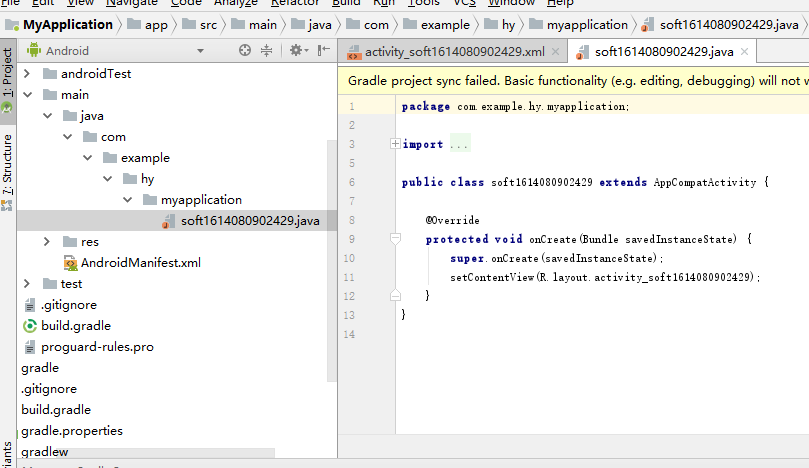 File Edit View Navigate Code Analyze Refactor Build Run Tools VCS Window Help
MyApplication app src main java com example hy myapplication soft1614080902429.java
Android
activity_soft1614080902429.xml
soft1614080902429.java
1: Project
7: Structure
androidTest
main
java
com
example
hy
myapplication
soft1614080902429.java
res
AndroidManifest.xml
test
.gitignore
build.gradle
proguard-rules.pro
gradle
.gitignore
build.gradle
gradle.properties
gradlew
Gradle project sync failed. Basic functionality (e.g. editing, debugging) will not
1 package com.example.hy.myapplication;
2
3 import ...
5
6 public class soft1614080902429 extends AppCompatActivity {
7
8 @Override
9 protected void onCreate(Bundle savedInstanceState) {
10 super.onCreate(savedInstanceState);
11 setContentView(R.layout.activity_soft1614080902429);
12 }
13 }
14